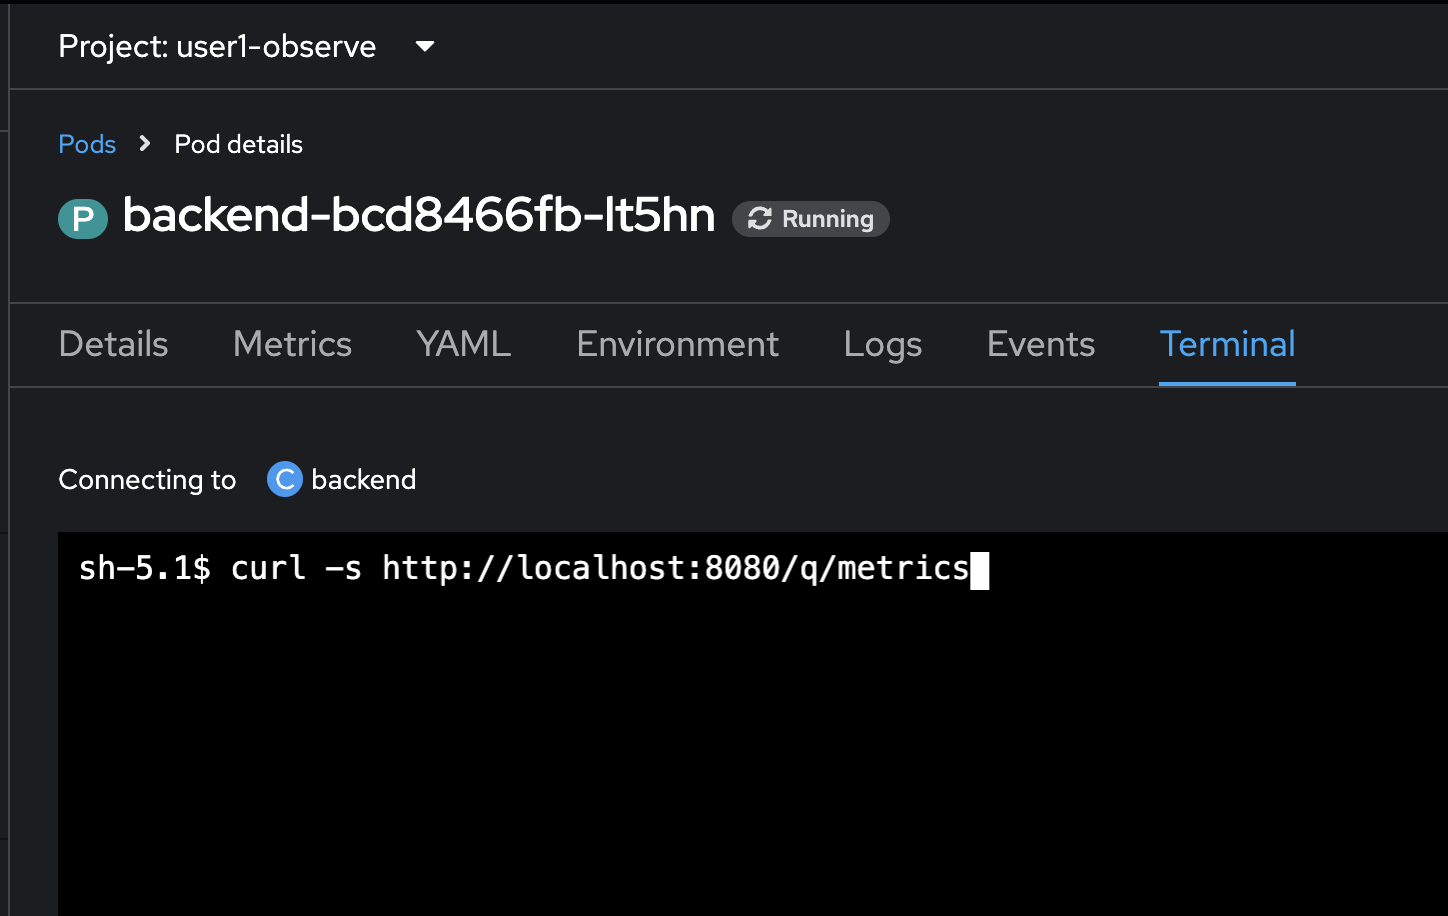 Project: user1-observe
Pods > Pod details
P backend-bcd8466fb-lt5hn Running
Details Metrics YAML Environment Logs Events Terminal
Connecting to C backend
sh-5.1$ curl -s http://localhost:8080/q/metrics